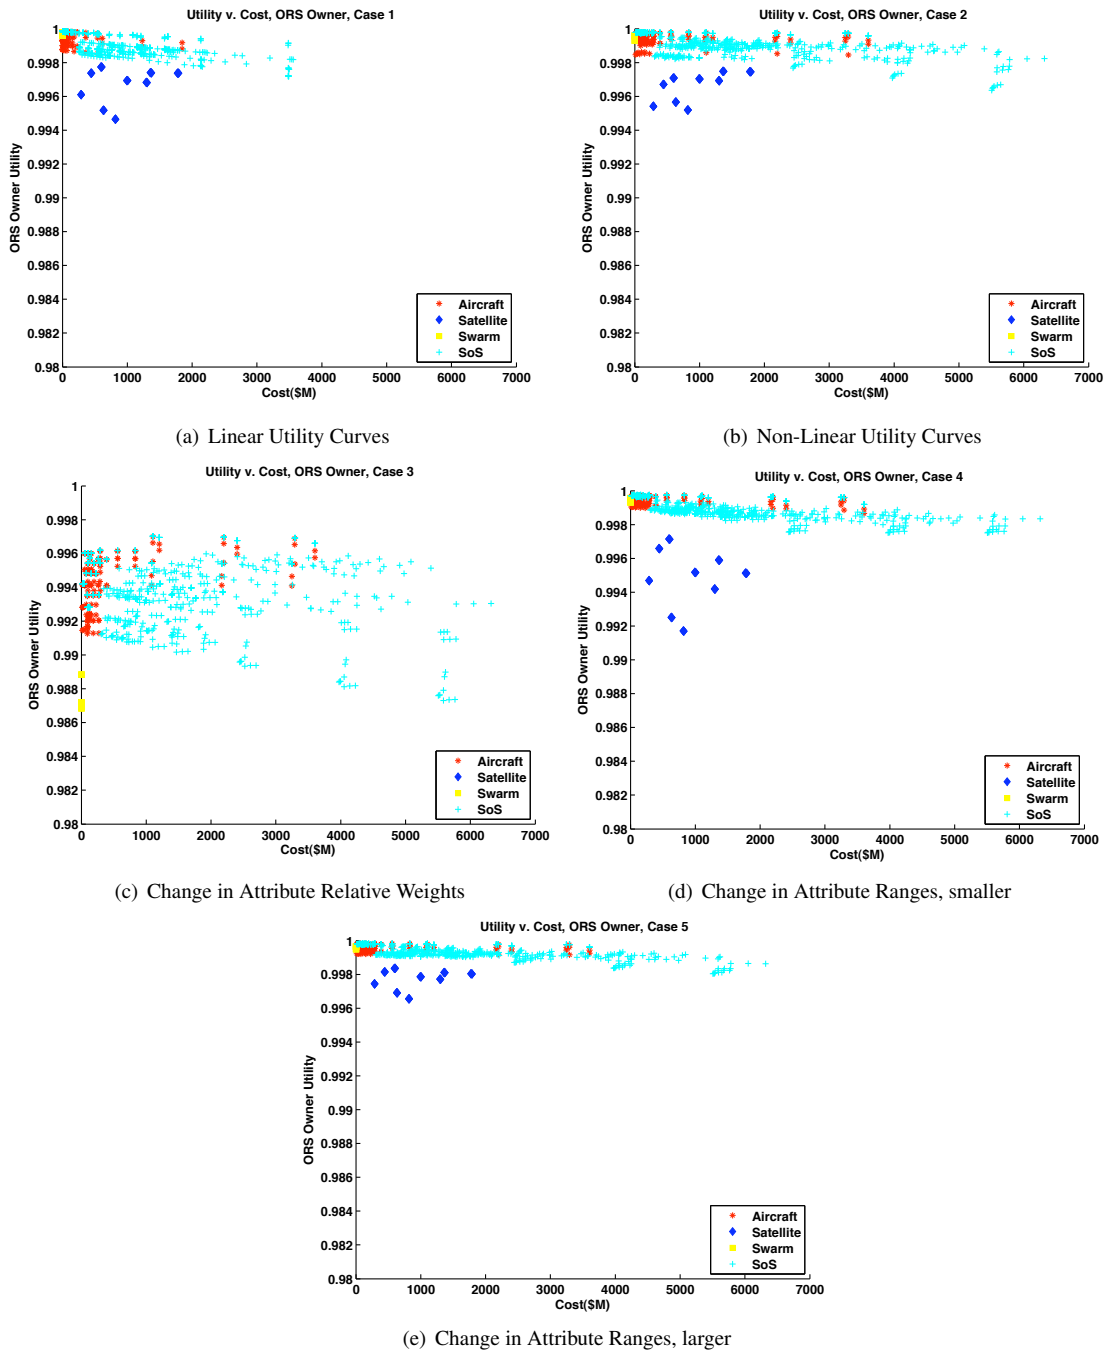 Utility v. Cost, ORS Owner, Case 1
1
0.998
0.996
0.994
0.992
0.99
0.988
0.986
0.984
0.982
0.98
ORS Owner Utility
0 1000 2000 3000 4000 5000 6000 7000
Cost($M)
Aircraft
Satellite
Swarm
SoS
(a) Linear Utility Curves
Utility v. Cost, ORS Owner, Case 2
1
0.998
0.996
0.994
0.992
0.99
0.988
0.986
0.984
0.982
0.98
ORS Owner Utility
0 1000 2000 3000 4000 5000 6000 7000
Cost($M)
Aircraft
Satellite
Swarm
SoS
(b) Non-Linear Utility Curves
Utility v. Cost, ORS Owner, Case 3
1
0.998
0.996
0.994
0.992
0.99
0.988
0.986
0.984
0.982
0.98
ORS Owner Utility
0 1000 2000 3000 4000 5000 6000 7000
Cost($M)
Aircraft
Satellite
Swarm
SoS
(c) Change in Attribute Relative Weights
Utility v. Cost, ORS Owner, Case 4
1
0.998
0.996
0.994
0.992
0.99
0.988
0.986
0.984
0.982
0.98
ORS Owner Utility
0 1000 2000 3000 4000 5000 6000 7000
Cost($M)
Aircraft
Satellite
Swarm
SoS
(d) Change in Attribute Ranges, smaller
Utility v. Cost, ORS Owner, Case 5
1
0.998
0.996
0.994
0.992
0.99
0.988
0.986
0.984
0.982
0.98
ORS Owner Utility
0 1000 2000 3000 4000 5000 6000 7000
Cost($M)
Aircraft
Satellite
Swarm
SoS
(e) Change in Attribute Ranges, larger